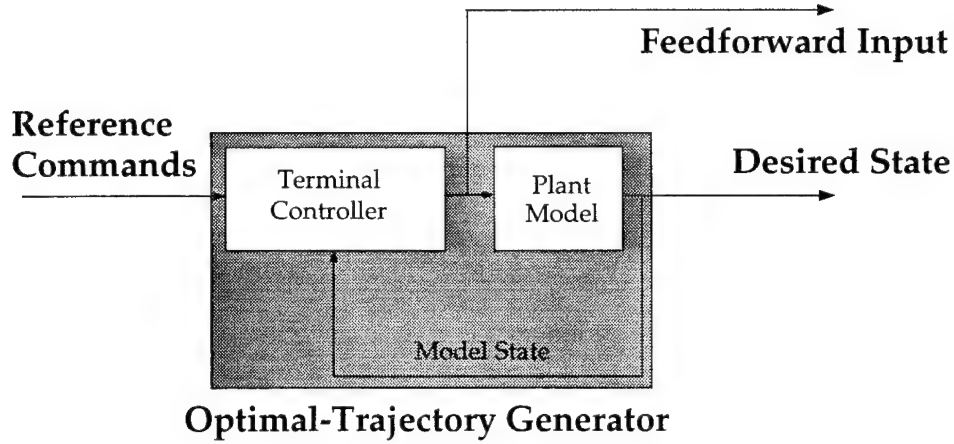 Feedforward Input
Reference
Commands
Desired State
Terminal
Controller
Plant
Model
Model State
Optimal-Trajectory Generator